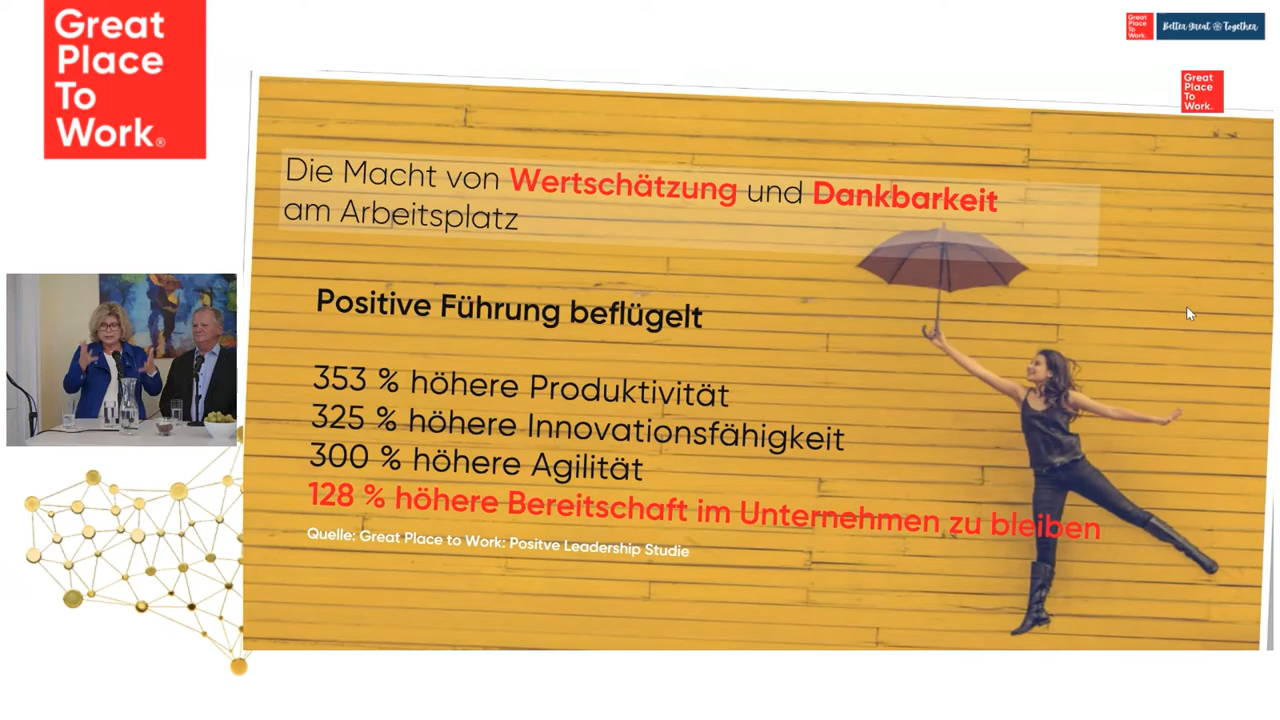 Great
Place
To
Work®
Great
Place
To
Work.
Better Great Together
Great
Place
To
Work.
Die Macht von Wertschätzung und Dankbarkeit
am Arbeitsplatz
Positive Führung beflügelt
353 % höhere Produktivität
325 % höhere Innovationsfähigkeit
300 % höhere Agilität
128 % höhere Bereitschaft im Unternehmen zu bleiben
Quelle: Great Place to Work: Positve Leadership Studie